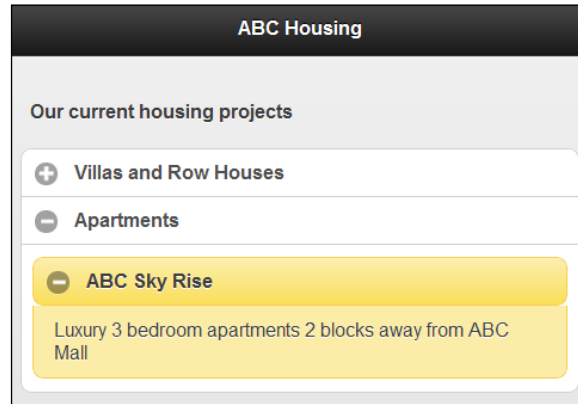 ABC Housing
Our current housing projects
Villas and Row Houses
Apartments
ABC Sky Rise
Luxury 3 bedroom apartments 2 blocks away from ABC
Mall